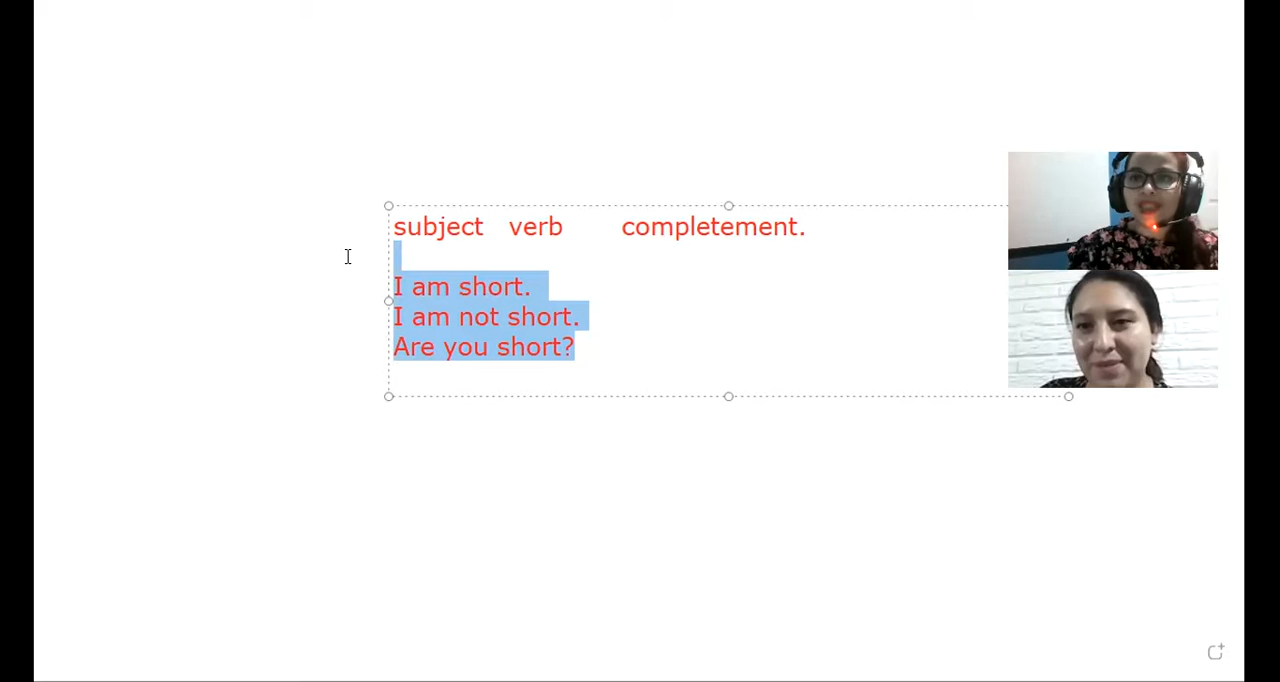 subject verb completement.
I am short.
I am not short.
Are you short?